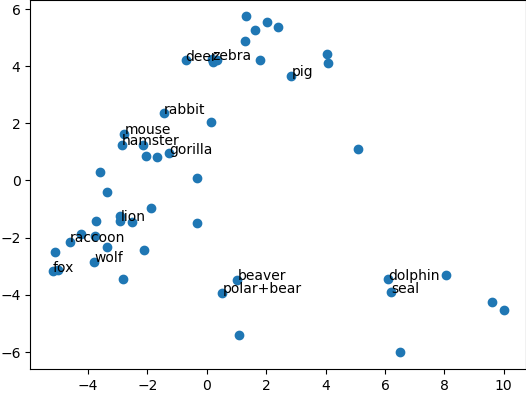 6
4
2
0
−2
−4
−6
deer
zebra
pig
rabbit
mouse
hamster
gorilla
lion
raccoon
wolf
fox
beaver
polar+bear
dolphin
seal
−4 −2 0 2 4 6 8 10